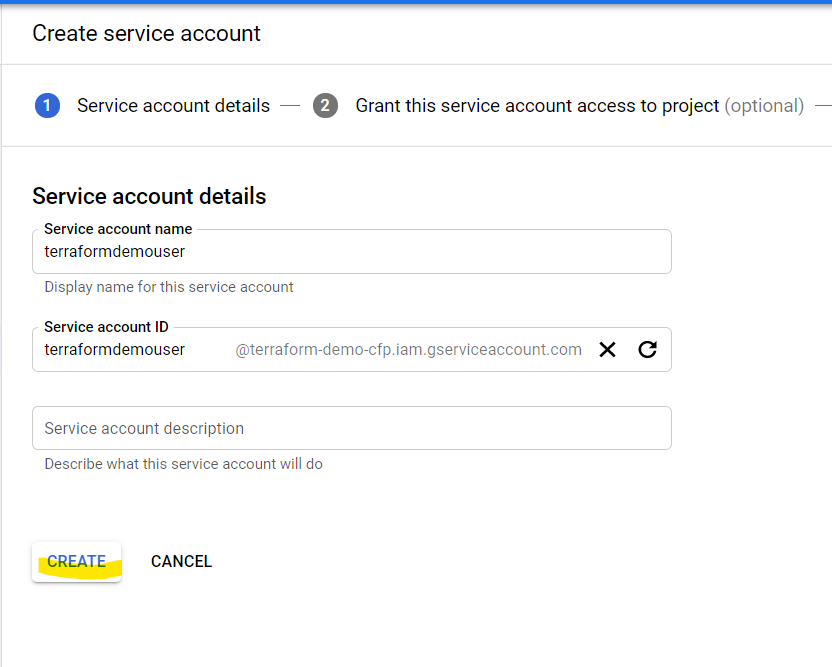 Create service account
1 Service account details 2 Grant this service account access to project (optional)
Service account details
Service account name
terraformdemouser
Display name for this service account
Service account ID
terraformdemouser @terraform-demo-cfp.iam.gserviceaccount.com
Service account description
Describe what this service account will do
CREATE CANCEL